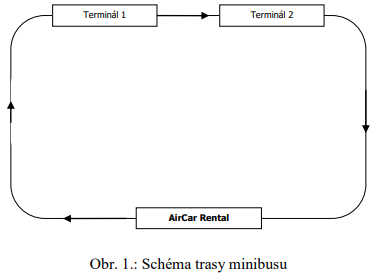 Terminál 1
Terminál 2
AirCar Rental
Obr. 1.: Schéma trasy minibusu